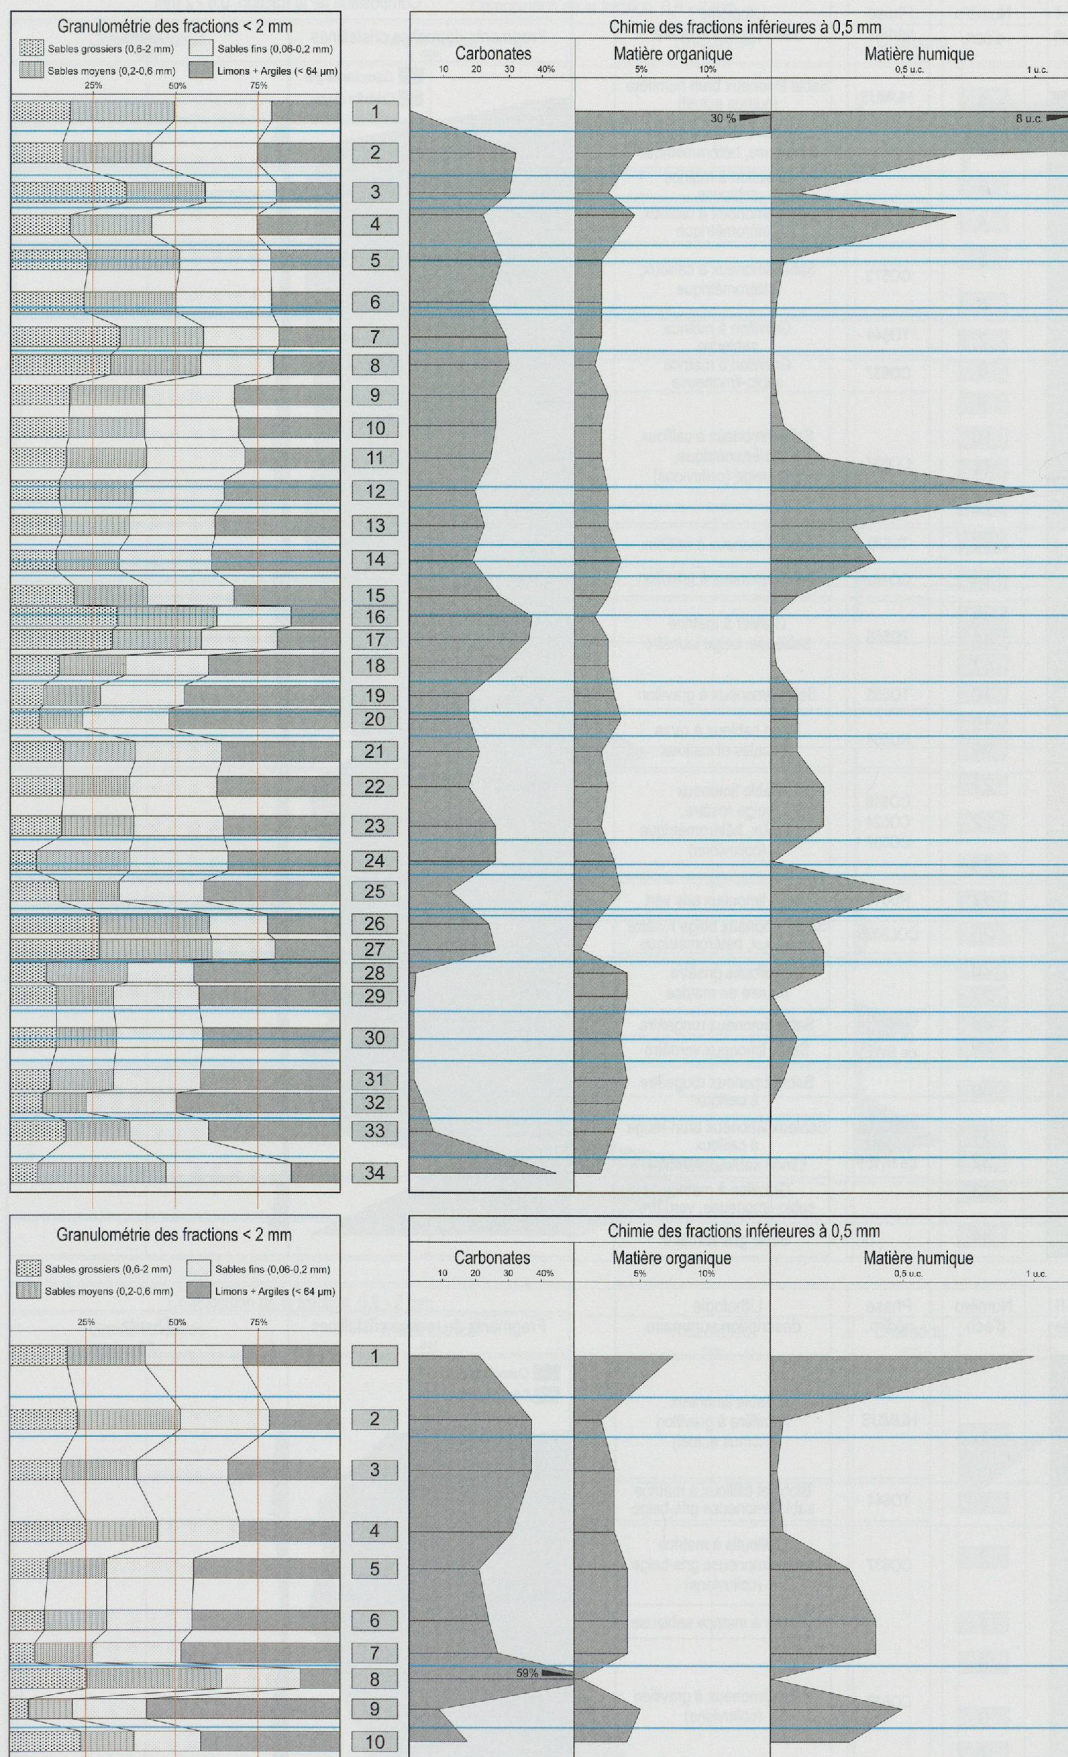 Granulométrie des fractions < 2 mm
Sables grossiers (0,6-2 mm)
Sables fins (0,06-0,2 mm)
Sables moyens (0,2-0,6 mm)
Limons + Argiles (< 64 µm)
25%
50%
75%
Chimie des fractions inférieures à 0,5 mm
Carbonates
Matière organique
Matière humique
10
20
30
40%
5%
10%
0,5 u.c.
1 u.c.
30 %
8 u.c.
1
2
3
4
5
6
7
8
9
10
11
12
13
14
15
16
17
18
19
20
21
22
23
24
25
26
27
28
29
30
31
32
33
34
Granulométrie des fractions < 2 mm
Sables grossiers (0,6-2 mm)
Sables fins (0,06-0,2 mm)
Sables moyens (0,2-0,6 mm)
Limons + Argiles (< 64 µm)
25%
50%
75%
Chimie des fractions inférieures à 0,5 mm
Carbonates
Matière organique
Matière humique
10
20
30
40%
5%
10%
0,5 u.c.
1 u.c.
1
2
3
4
5
6
7
8
59%
9
10